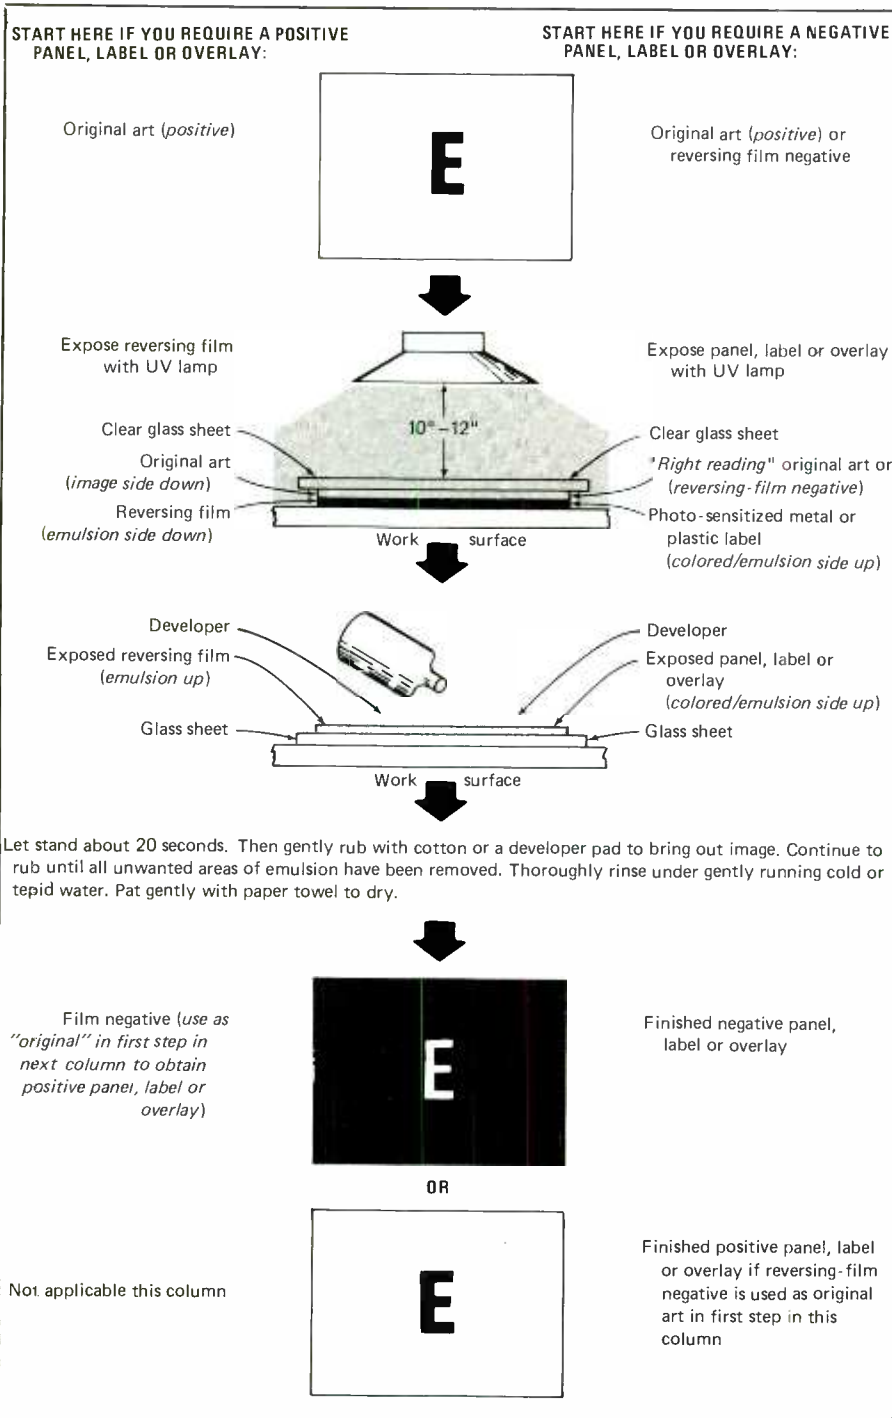 START HERE IF YOU REQUIRE A POSITIVE
PANEL, LABEL OR OVERLAY:
START HERE IF YOU REQUIRE A NEGATIVE
PANEL, LABEL OR OVERLAY:
Original art (positive)
E
Original art (positive) or
reversing film negative
Expose reversing film
with UV lamp
Expose panel, label or overlay
with UV lamp
10"–12"
Clear glass sheet
Original art
(image side down)
Reversing film
(emulsion side down)
Clear glass sheet
"Right reading" original art or
(reversing-film negative)
Photo-sensitized metal or
plastic label
(colored/emulsion side up)
Work surface
Developer
Exposed reversing film
(emulsion up)
Glass sheet
Developer
Exposed panel, label or
overlay
(colored/emulsion side up)
Glass sheet
Work surface
Let stand about 20 seconds. Then gently rub with cotton or a developer pad to bring out image. Continue to
rub until all unwanted areas of emulsion have been removed. Thoroughly rinse under gently running cold or
tepid water. Pat gently with paper towel to dry.
Film negative (use as
"original" in first step in
next column to obtain
positive panel, label or
overlay)
E
Finished negative panel,
label or overlay
OR
Not applicable this column
E
Finished positive panel, label
or overlay if reversing-film
negative is used as original
art in first step in this
column